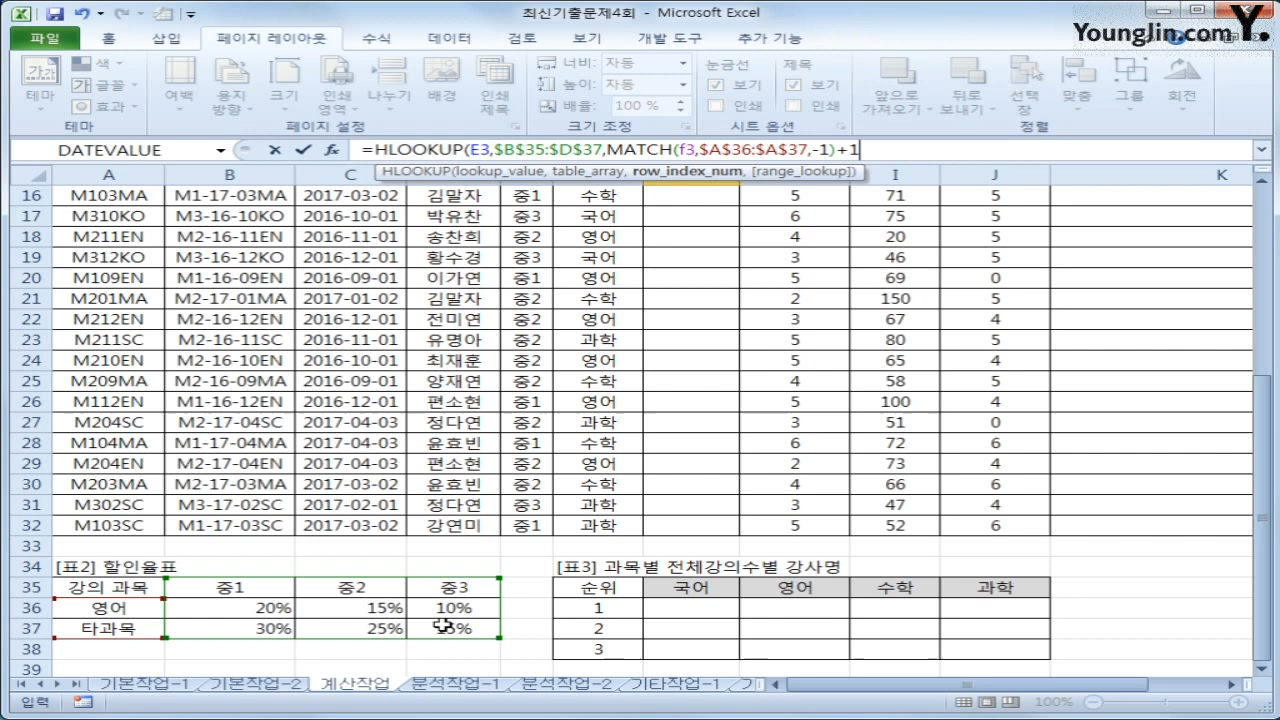 최신기출문제4회 - Microsoft Excel
Younglin.com Y.
파일 홈 삽입 페이지 레이아웃 수식 데이터 검토 보기 개발 도구 추가 기능
테마 색 글꼴 효과 여백 용지 방향 크기 인쇄 영역 나누기 배경 인쇄 제목 너비: 자동 높이: 자동 배율: 100 % 눈금선 보기 인쇄 제목 보기 인쇄 앞으로 가져오기 뒤로 보내기 선택 창 맞춤 그룹 회전
테마 페이지 설정 크기 조정 시트 옵션 정렬
DATEVALUE =HLOOKUP(E3,$B$35:$D$37,MATCH(f3,$A$36:$A$37,-1)+1
HLOOKUP(lookup_value, table_array, row_index_num, [range_lookup])
A B C I J K
16 M103MA M1-17-03MA 2017-03-02 김말자 중1 수학 5 71 5
17 M310KO M3-16-10KO 2016-10-01 박유찬 중3 국어 6 75 5
18 M211EN M2-16-11EN 2016-11-01 송찬희 중2 영어 4 20 5
19 M312KO M3-16-12KO 2016-12-01 황수경 중3 국어 3 46 5
20 M109EN M1-16-09EN 2016-09-01 이가연 중1 영어 5 69 0
21 M201MA M2-17-01MA 2017-01-02 김말자 중2 수학 2 150 5
22 M212EN M2-16-12EN 2016-12-01 전미연 중2 영어 3 67 4
23 M211SC M2-16-11SC 2016-11-01 유명아 중2 과학 5 80 5
24 M210EN M2-16-10EN 2016-10-01 최재훈 중2 영어 5 65 4
25 M209MA M2-16-09MA 2016-09-01 양재연 중2 수학 4 58 5
26 M112EN M1-16-12EN 2016-12-01 편소현 중1 영어 5 100 4
27 M204SC M2-17-04SC 2017-04-03 정다연 중2 과학 3 51 0
28 M104MA M1-17-04MA 2017-04-03 윤효빈 중1 수학 6 72 6
29 M204EN M2-17-04EN 2017-04-03 편소현 중2 영어 2 73 4
30 M203MA M2-17-03MA 2017-03-02 윤효빈 중2 수학 4 66 6
31 M302SC M3-17-02SC 2017-02-01 정다연 중3 과학 3 47 4
32 M103SC M1-17-03SC 2017-03-02 강연미 중1 과학 5 52 6
33
34 [표2] 할인율표 [표3] 과목별 전체강의수별 강사명
35 강의 과목 중1 중2 중3 순위 국어 영어 수학 과학
36 영어 20% 15% 10% 1
37 타과목 30% 25% 2
38 3
39
기본작업-1 기본작업-2 계산작업 분석작업-1 분석작업-2 기타작업-1 기
입력 100%